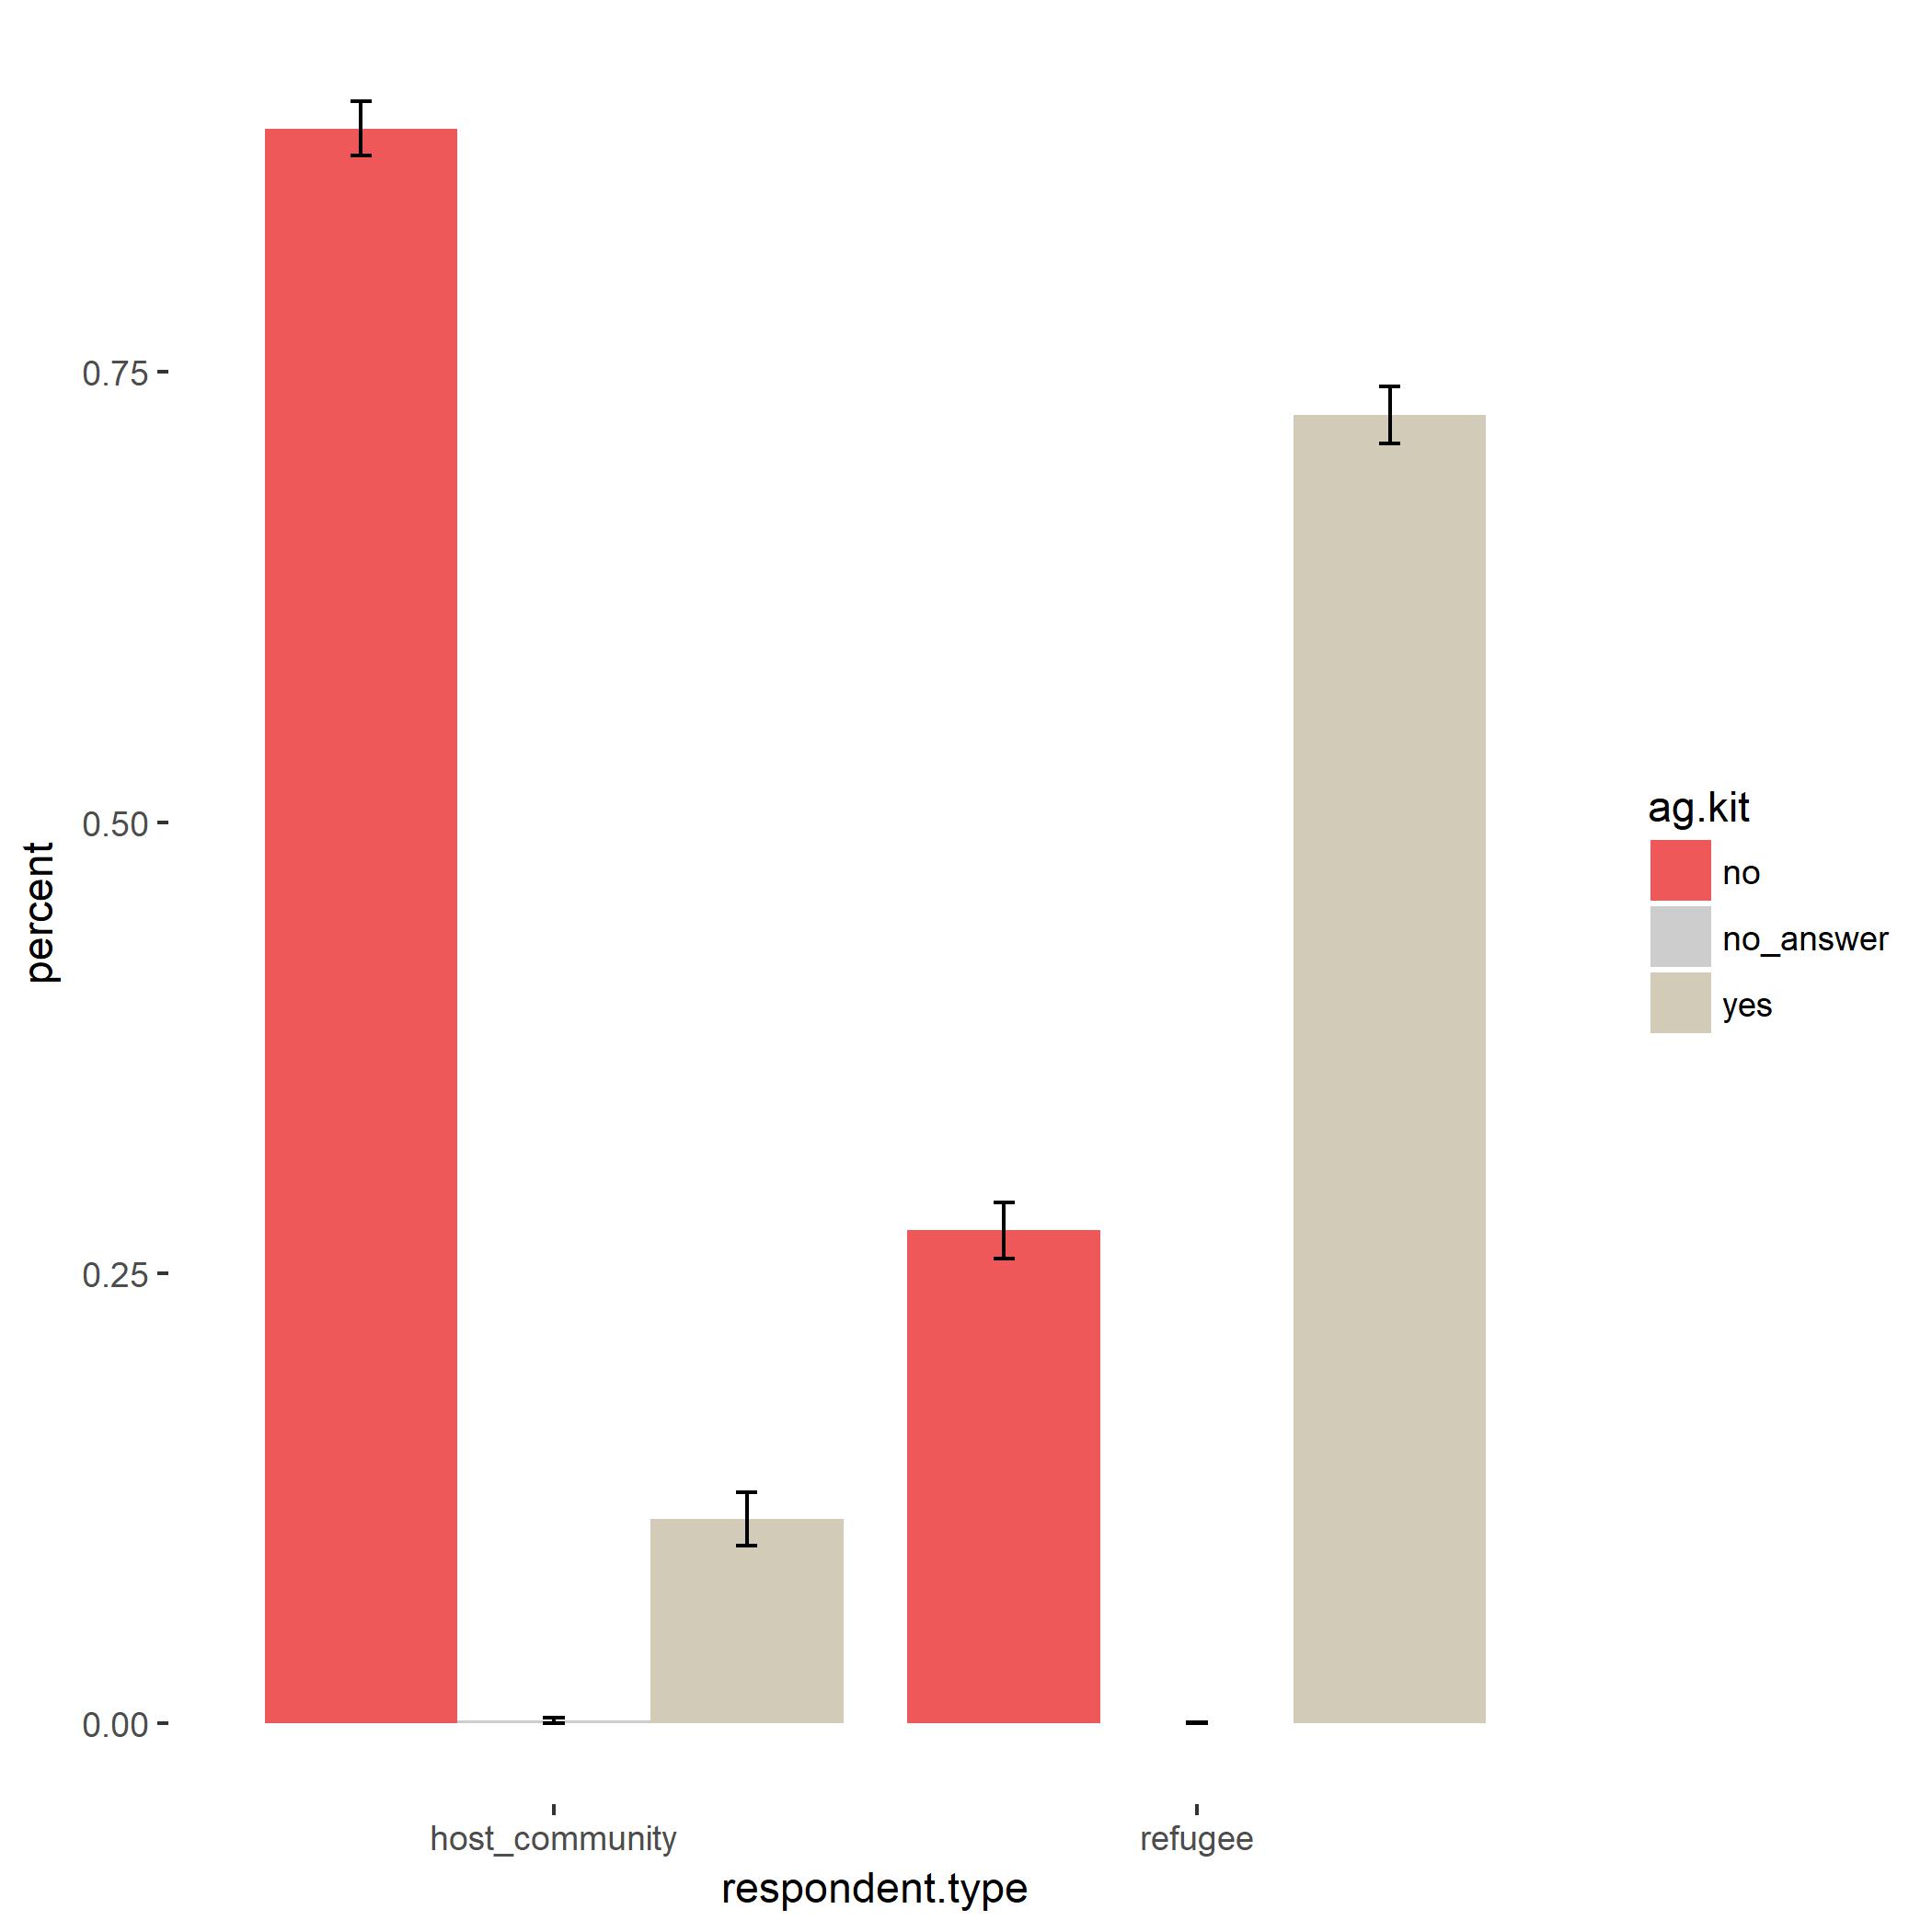 percent
0.75
0.50
0.25
0.00
host_community
refugee
respondent.type
ag.kit
no
no_answer
yes